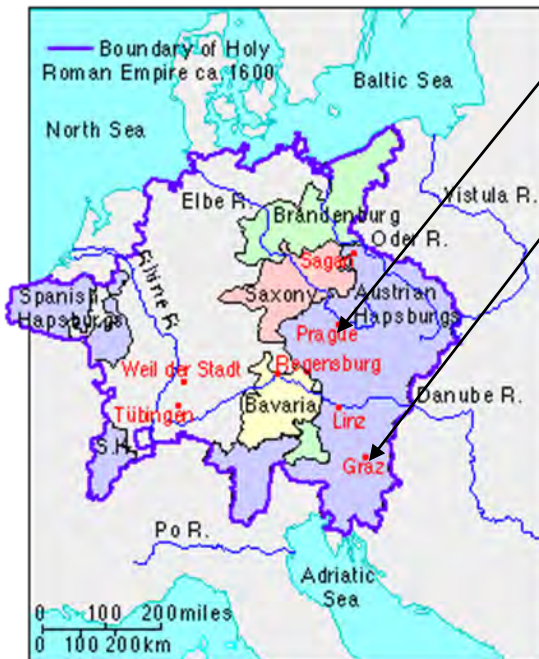 Boundary of Holy
Roman Empire ca. 1600
Baltic Sea
North Sea
Elbe R.
Vistula R.
Brandenburg
Oder R.
Sagan
Rhine R.
Spanish
Hapsburgs
Saxony
Austrian
Hapsburgs
Prague
Weil der Stadt
Regensburg
Danube R.
Tübingen
Bavaria
Linz
S.H.
Graz
Po R.
Adriatic
Sea
0 100 200 miles
0 100 200 km